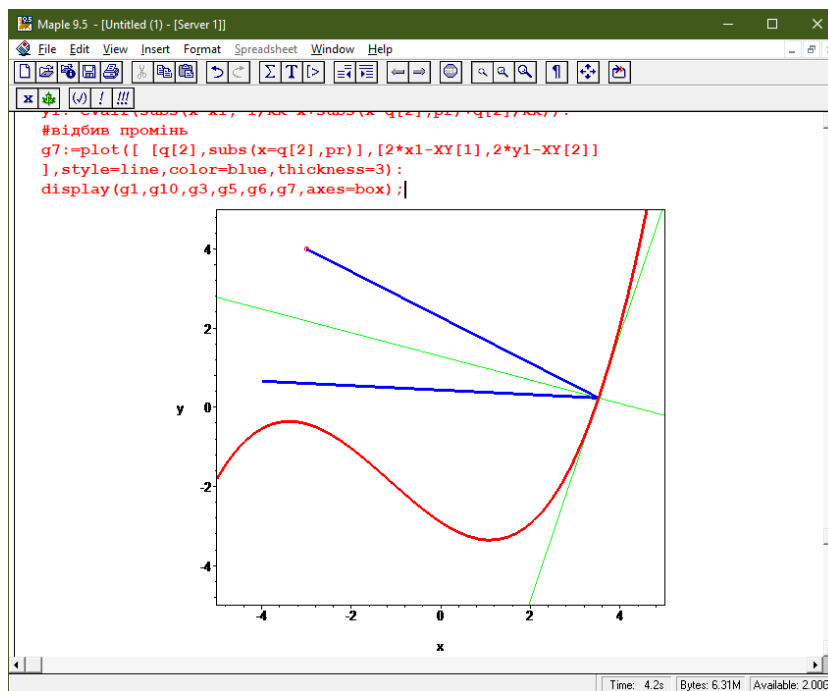 Maple 9.5 - [Untitled (1) - [Server 1]]
File Edit View Insert Format Spreadsheet Window Help
#відбив промінь
g7:=plot([ [q[2],subs(x=q[2],pr)],[2*x1-XY[1],2*y1-XY[2]]
],style=line,color=blue,thickness=3):
display(g1,g10,g3,g5,g6,g7,axes=box);
4
2
y
0
-2
-4
-4 -2 0 2 4
x
Time: 4.2s Bytes: 6.31M Available: 2.00G